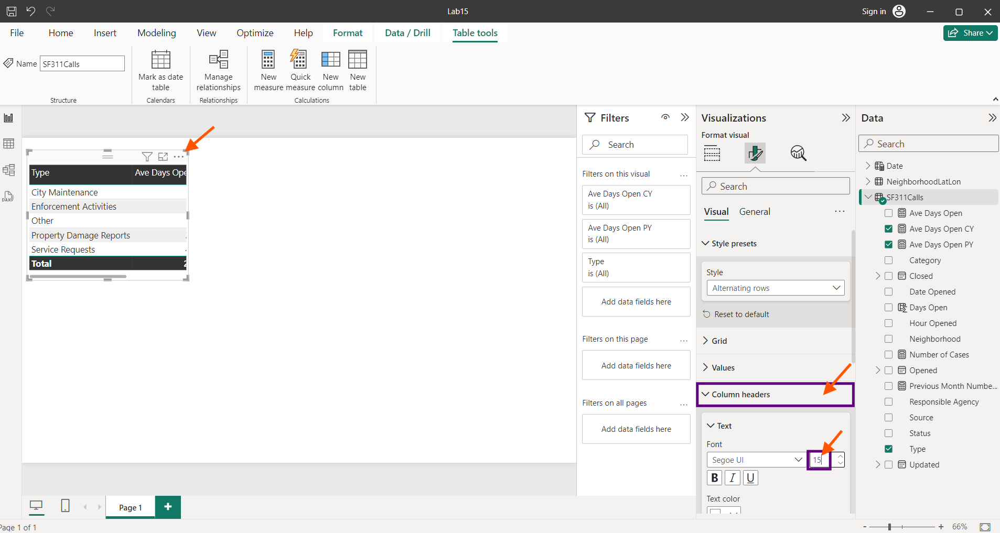 Lab15
Sign in
File Home Insert Modeling View Optimize Help Format Data / Drill Table tools
Share
Name SF311Calls
Mark as date table
Manage relationships
New measure
Quick measure
New column
New table
Structure
Calendars
Relationships
Calculations
Type Ave Days Ope
City Maintenance
Enforcement Activities
Other
Property Damage Reports
Service Requests
Total
Filters
Search
Filters on this visual ...
Ave Days Open CY
is (All)
Ave Days Open PY
is (All)
Type
is (All)
Add data fields here
Filters on this page ...
Add data fields here
Filters on all pages ...
Add data fields here
Visualizations
Format visual
Search
Visual General ...
Style presets
Style
Alternating rows
Reset to default
Grid
Values
Column headers
Text
Font
Segoe UI 15
B I U
Text color
Data
Search
Date
NeighborhoodLatLon
SF311Calls
Ave Days Open
Ave Days Open CY
Ave Days Open PY
Category
Closed
Date Opened
Days Open
Hour Opened
Neighborhood
Number of Cases
Opened
Previous Month Numbe...
Responsible Agency
Source
Status
Type
Updated
DAX
Page 1 +
Page 1 of 1
- + 66%